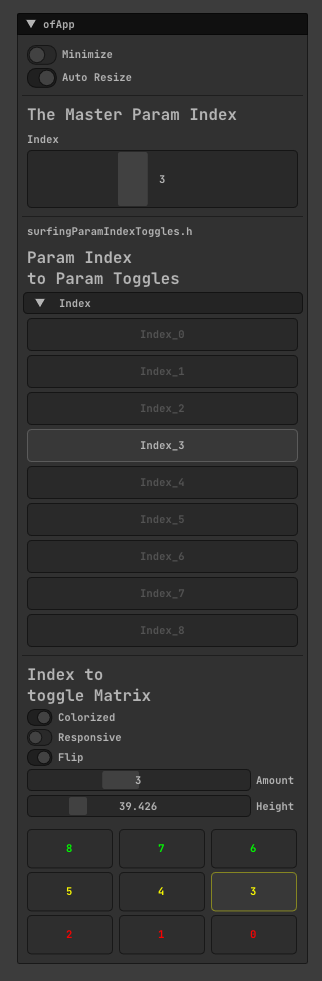 ofApp
Minimize
Auto Resize
The Master Param Index
Index
3
surfingParamIndexToggles.h
Param Index
to Param Toggles
Index
Index_0
Index_1
Index_2
Index_3
Index_4
Index_5
Index_6
Index_7
Index_8
Index to
toggle Matrix
Colorized
Responsive
Flip
3 Amount
39.426 Height
8 7 6
5 4 3
2 1 0